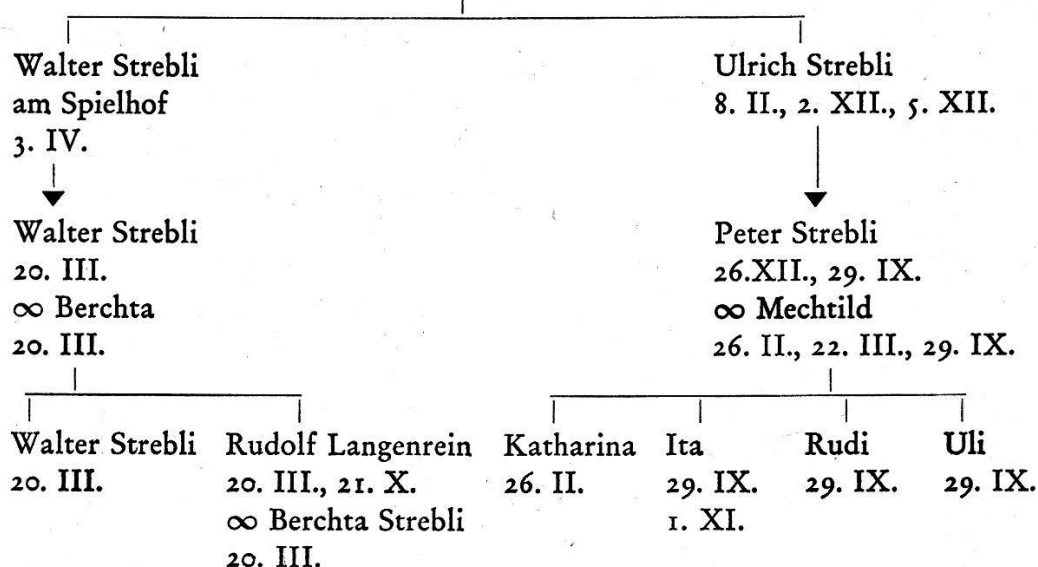 Walter Strebli
am Spielhof
3. IV.
Ulrich Strebli
8. II., 2. XII., 5. XII.
Walter Strebli
20. III.
∞ Berchta
20. III.
Peter Strebli
26.XII., 29. IX.
∞ Mechtild
26. II., 22. III., 29. IX.
Walter Strebli
20. III.
Rudolf Langenrein
20. III., 21. X.
∞ Berchta Strebli
20. III.
Katharina
26. II.
Ita
29. IX.
1. XI.
Rudi
29. IX.
Uli
29. IX.